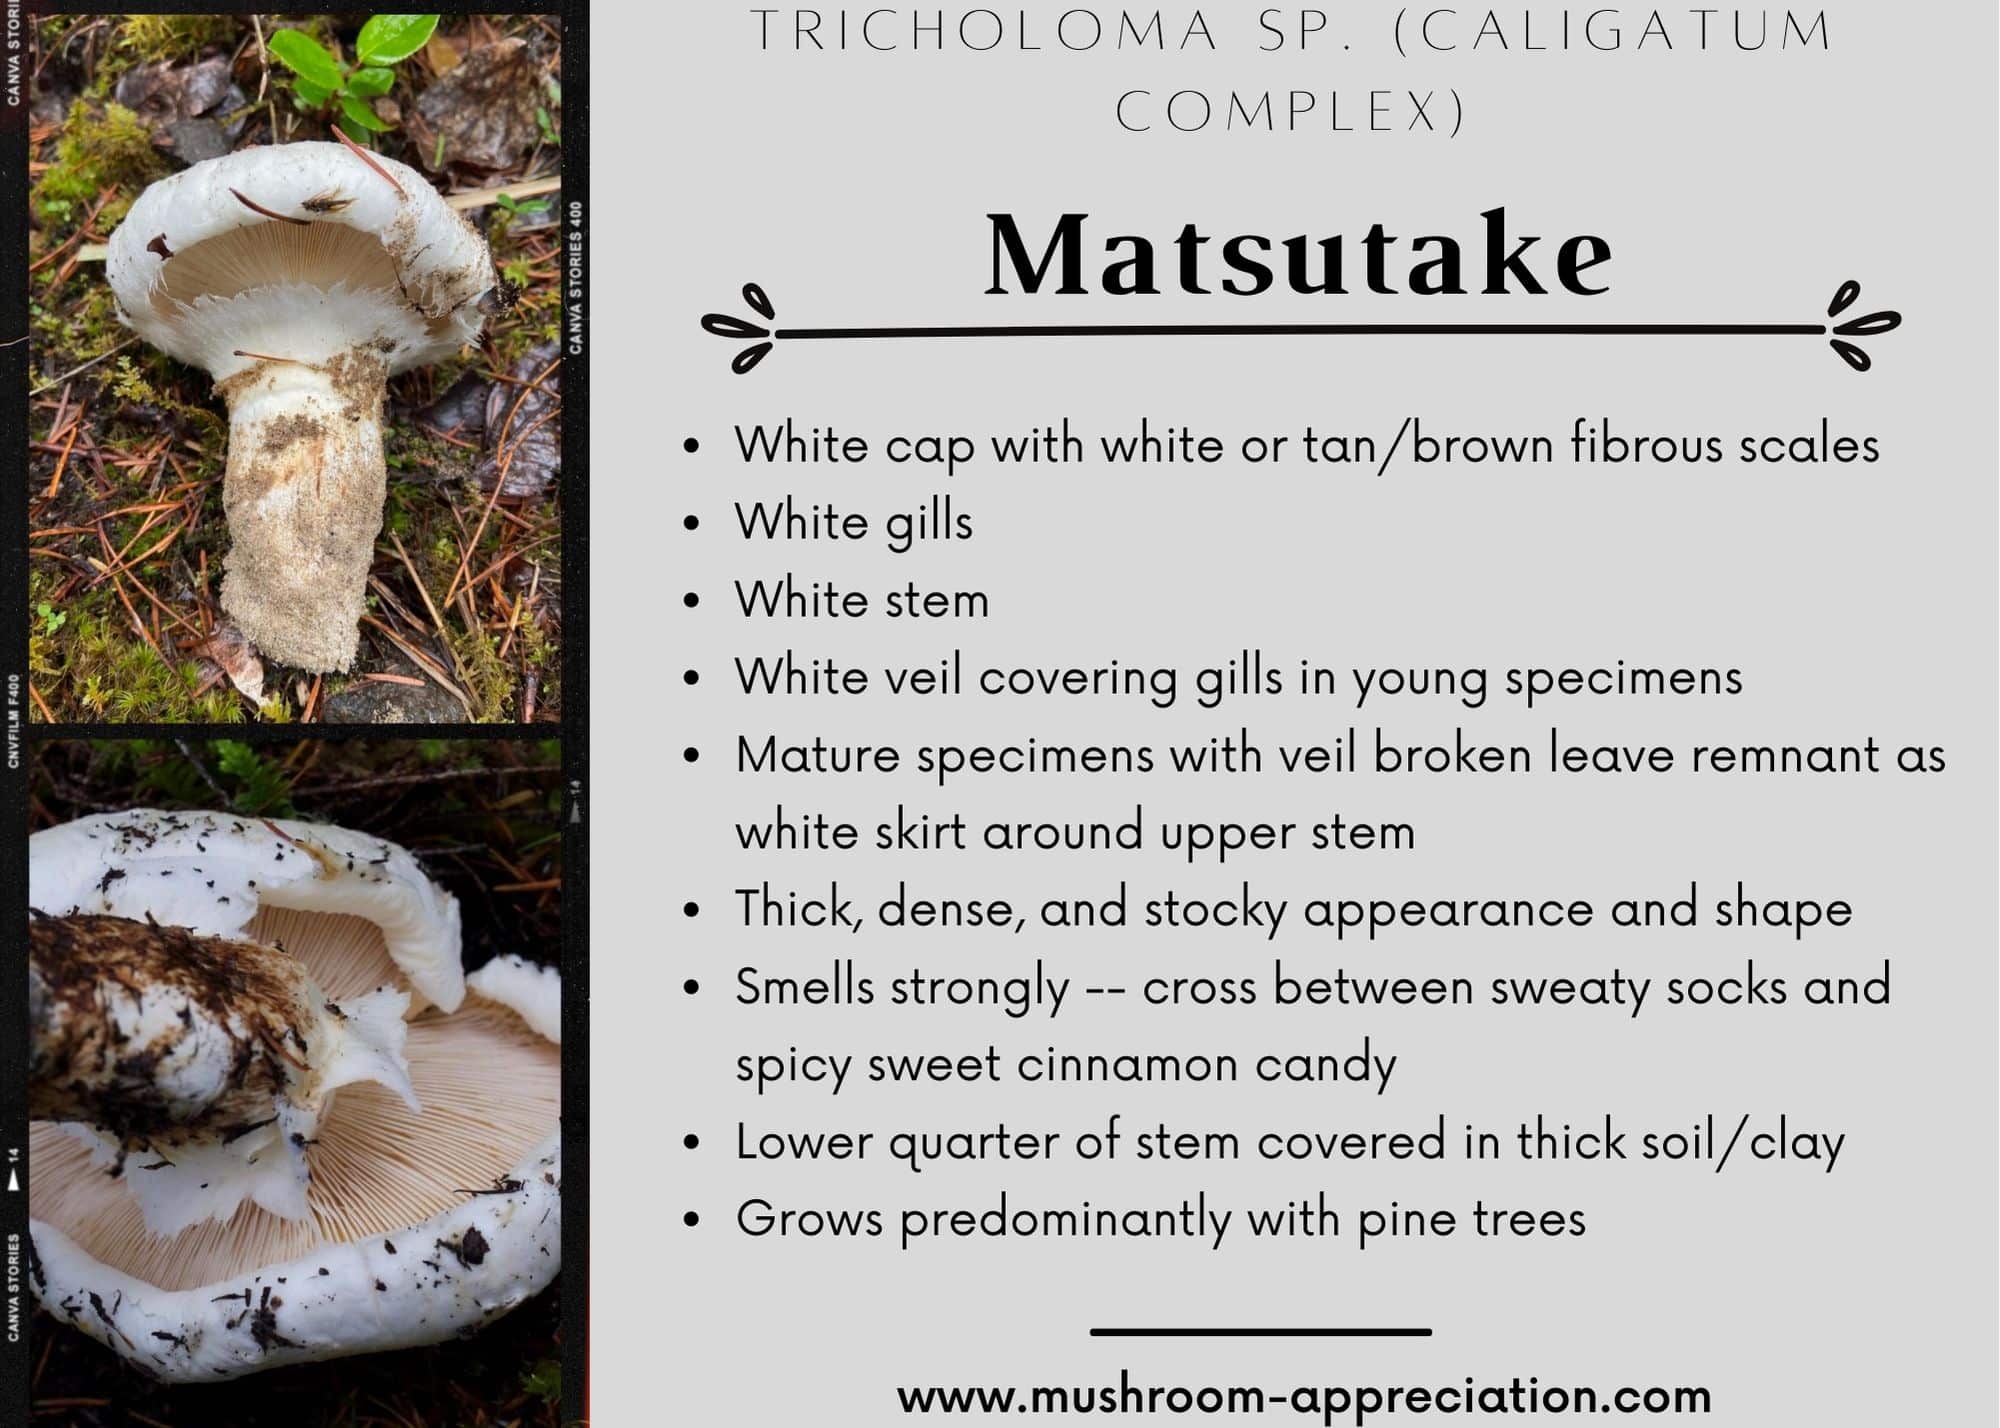 TRICHOLOMA SP. (CALIGATUM
COMPLEX)
Matsutake
• White cap with white or tan/brown fibrous scales
• White gills
• White stem
• White veil covering gills in young specimens
• Mature specimens with veil broken leave remnant as
white skirt around upper stem
• Thick, dense, and stocky appearance and shape
• Smells strongly -- cross between sweaty socks and
spicy sweet cinnamon candy
• Lower quarter of stem covered in thick soil/clay
• Grows predominantly with pine trees
www.mushroom-appreciation.com
CANVA STORI
CANVA STORIES 400
CNVFILM F400
14
14
CANVA STORIES